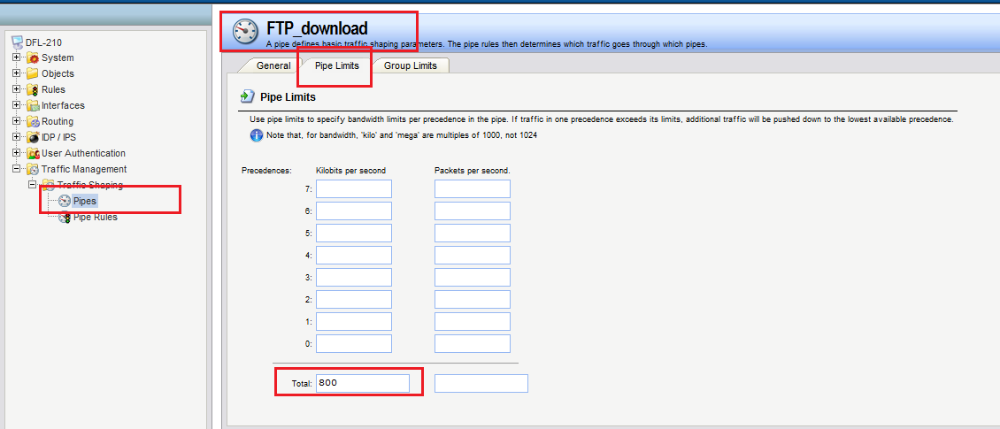 FTP_download
A pipe defines basic traffic shaping parameters. The pipe rules then determines which traffic goes through which pipes.
DFL-210
System
Objects
Rules
Interfaces
Routing
IDP / IPS
User Authentication
Traffic Management
Traffic Shaping
Pipes
Pipe Rules
General
Pipe Limits
Group Limits
Pipe Limits
Use pipe limits to specify bandwidth limits per precedence in the pipe. If traffic in one precedence exceeds its limits, additional traffic will be pushed down to the lowest available precedence.
Note that, for bandwidth, 'kilo' and 'mega' are multiples of 1000, not 1024
Precedences: Kilobits per second Packets per second.
7:
6:
5:
4:
3:
2:
1:
0:
Total: 800